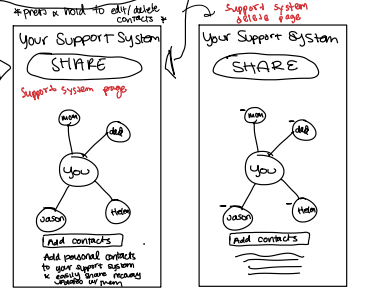 *press & hold to edit/delete
contacts *
Your Support System
SHARE
Support system page
mom
dad
You
Jason
Helen
Add contacts
Add personal contacts
to your support system
& easily share recovery
updates w/ them
Support system
delete page
Your Support System
SHARE
- mom
- dad
You
- Jason
- Helen
Add contacts